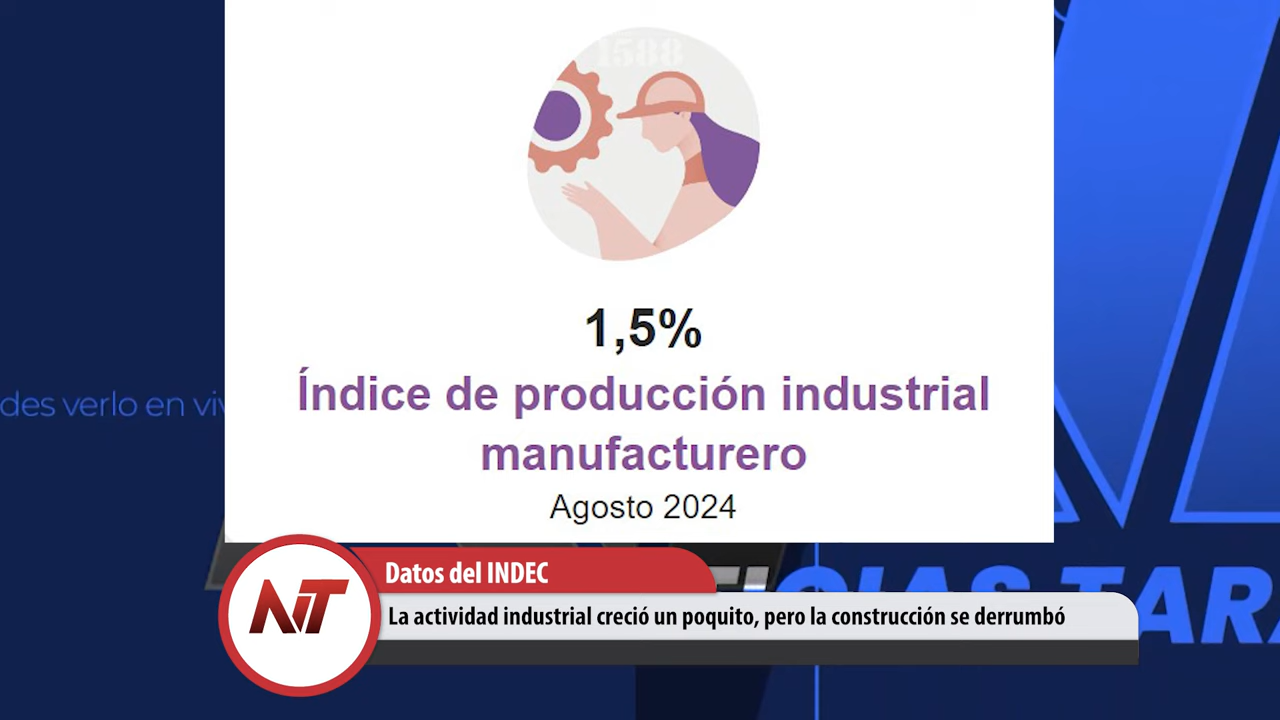 1588
1,5%
Índice de producción industrial
manufacturero
Agosto 2024
des verlo en viv
NT
Datos del INDEC
La actividad industrial creció un poquito, pero la construcción se derrumbó